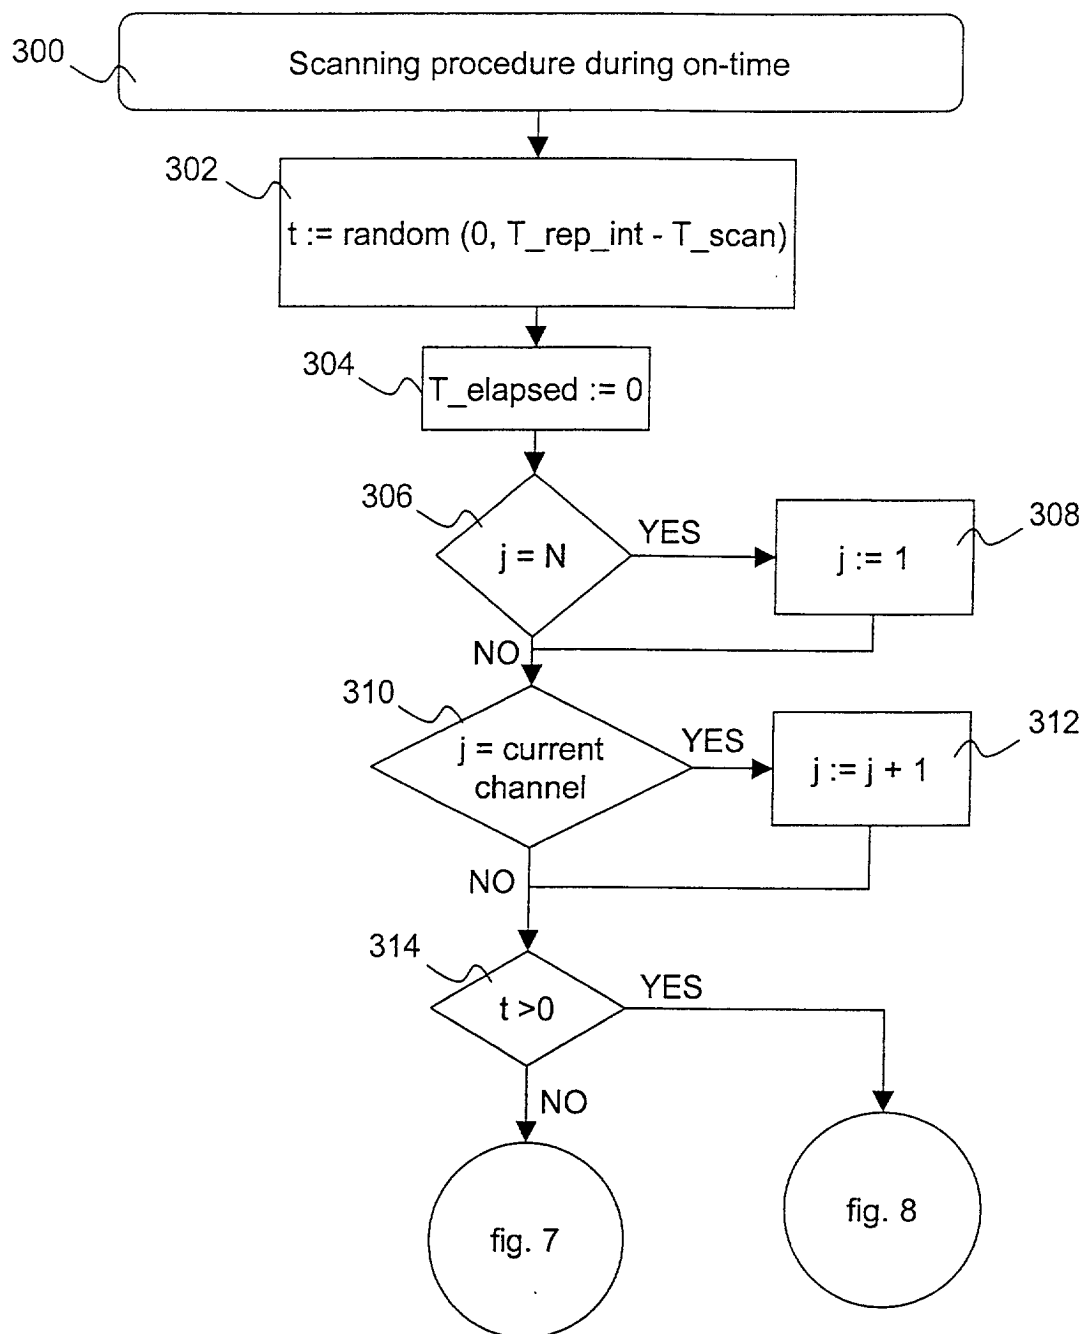 300
Scanning procedure during on-time
302
t := random (0, T_rep_int - T_scan)
304
T_elapsed := 0
306
j = N
YES
308
j := 1
NO
310
j = current
channel
YES
312
j := j + 1
NO
314
t >0
YES
NO
fig. 7
fig. 8